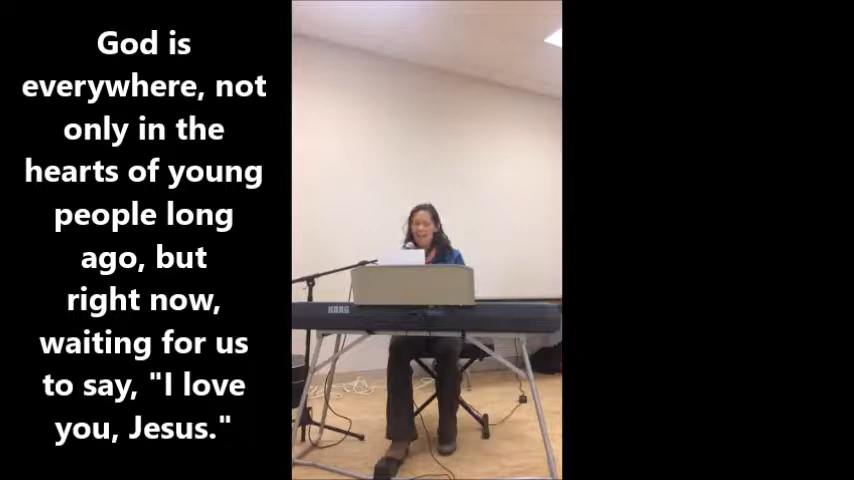 God is
everywhere, not
only in the
hearts of young
people long
ago, but
right now,
waiting for us
to say, "I love
you, Jesus."
KORG